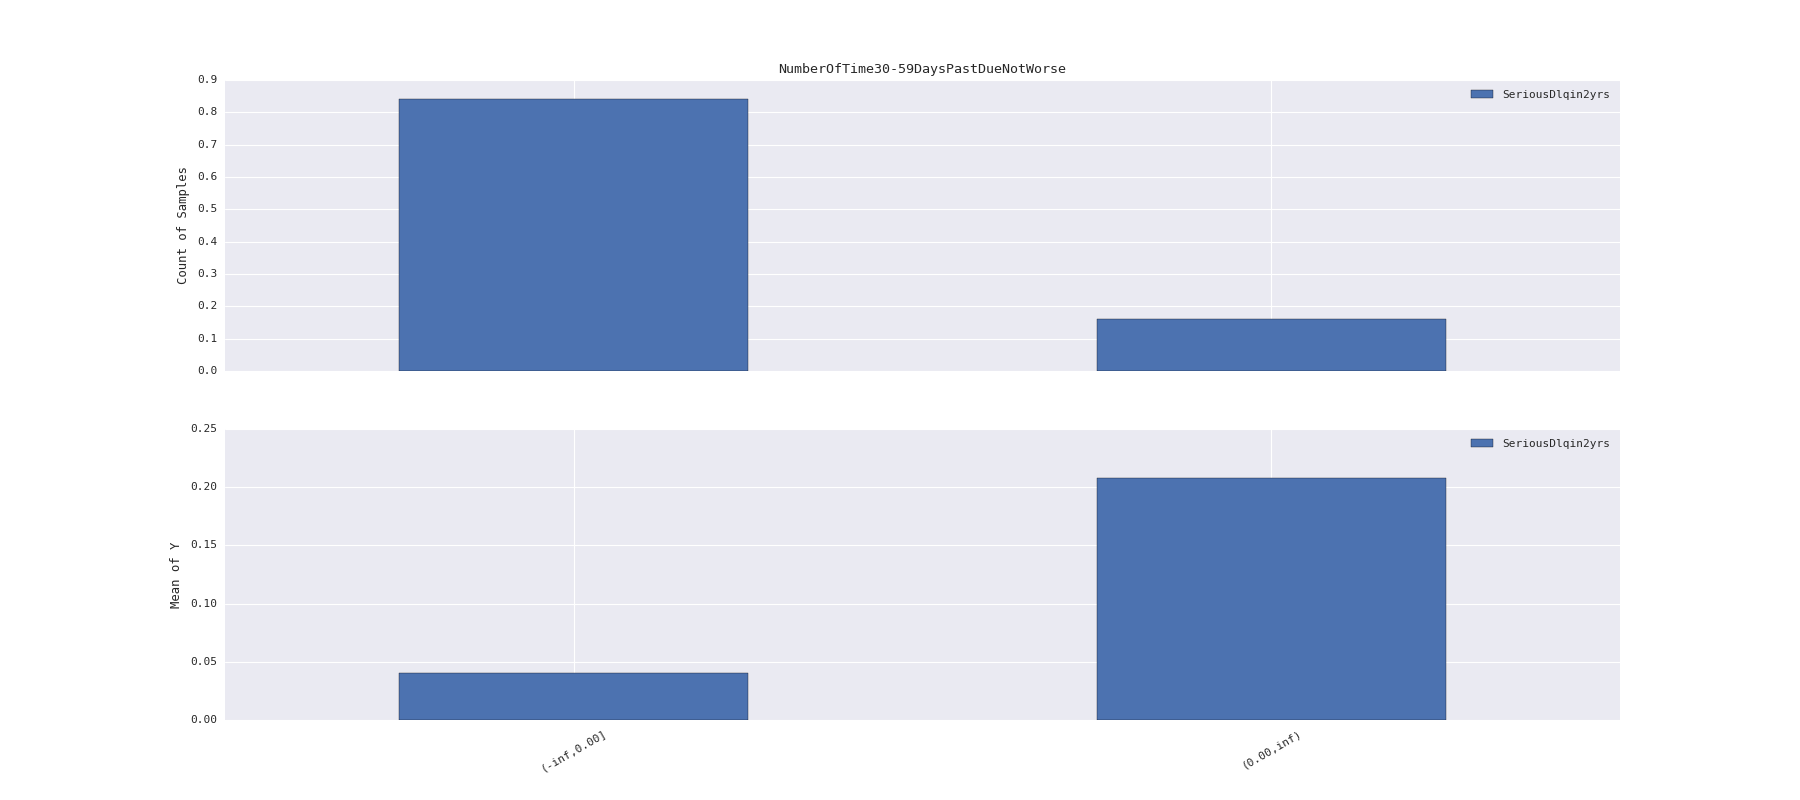 NumberOfTime30-59DaysPastDueNotWorse
SeriousDlqin2yrs
Count of Samples
0.9
0.8
0.7
0.6
0.5
0.4
0.3
0.2
0.1
0.0
SeriousDlqin2yrs
Mean of Y
0.25
0.20
0.15
0.10
0.05
0.00
(-inf,0.00]
(0.00,inf)